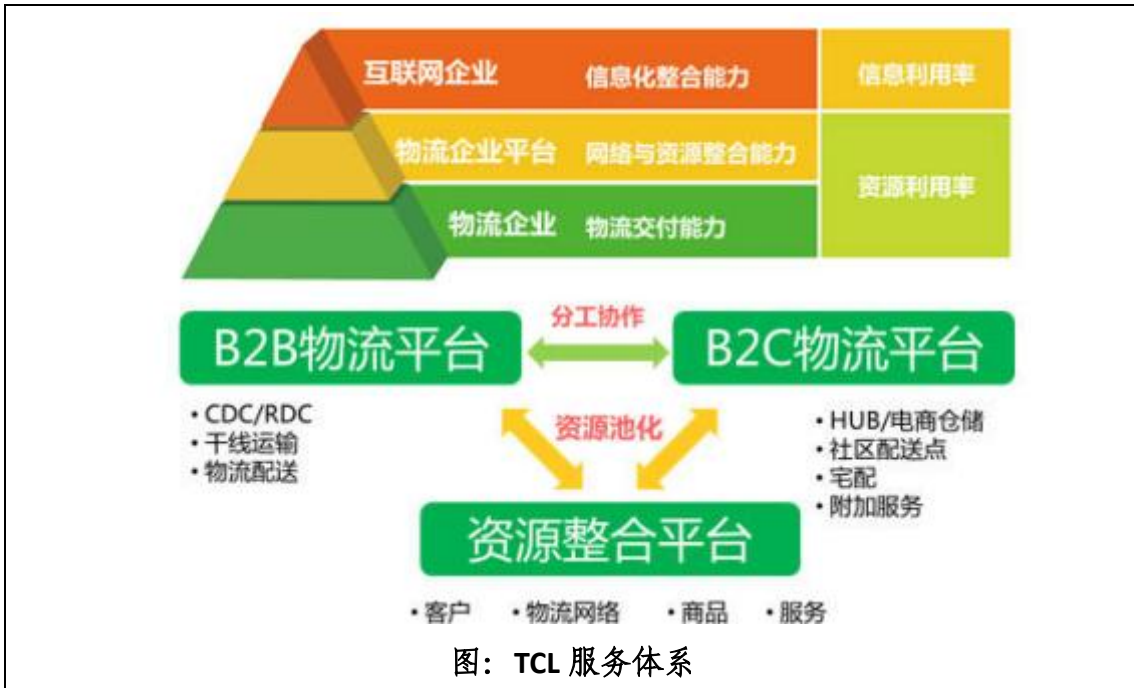 互联网企业 信息化整合能力 信息利用率
物流企业平台 网络与资源整合能力
资源利用率
物流企业 物流交付能力
分工协作
B2B物流平台 B2C物流平台
• CDC/RDC
• 干线运输
• 物流配送
资源池化
• HUB/电商仓储
• 社区配送点
• 宅配
• 附加服务
资源整合平台
• 客户 • 物流网络 • 商品 • 服务
图：TCL 服务体系